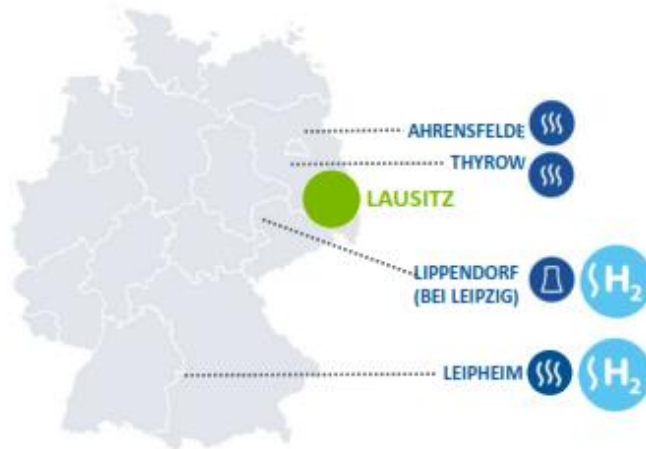 AHRENSFELDE
THYROW
LAUSITZ
LIPPENDORF
(BEI LEIPZIG)
H₂
LEIPHEIM
H₂